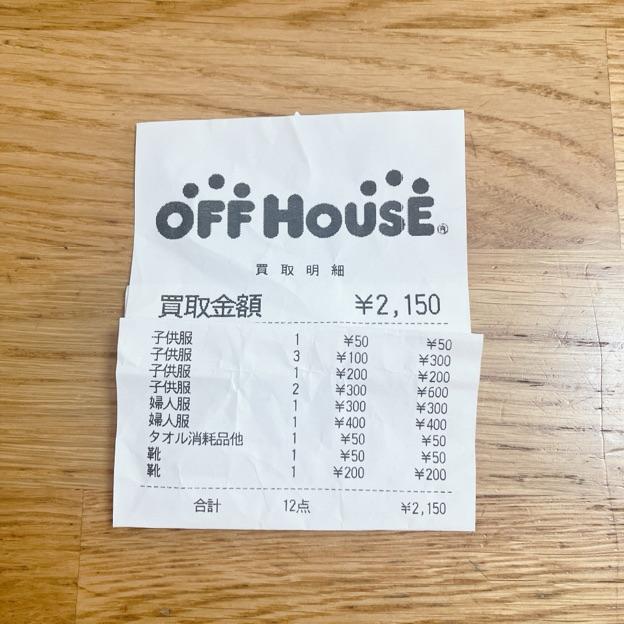 OFF HOUSE®
買取明細
買取金額 ¥2,150
子供服 1 ¥50 ¥50
子供服 3 ¥100 ¥300
子供服 1 ¥200 ¥200
子供服 2 ¥300 ¥600
婦人服 1 ¥300 ¥300
婦人服 1 ¥400 ¥400
タオル消耗品他 1 ¥50 ¥50
靴 1 ¥50 ¥50
靴 1 ¥200 ¥200
合計 12点 ¥2,150